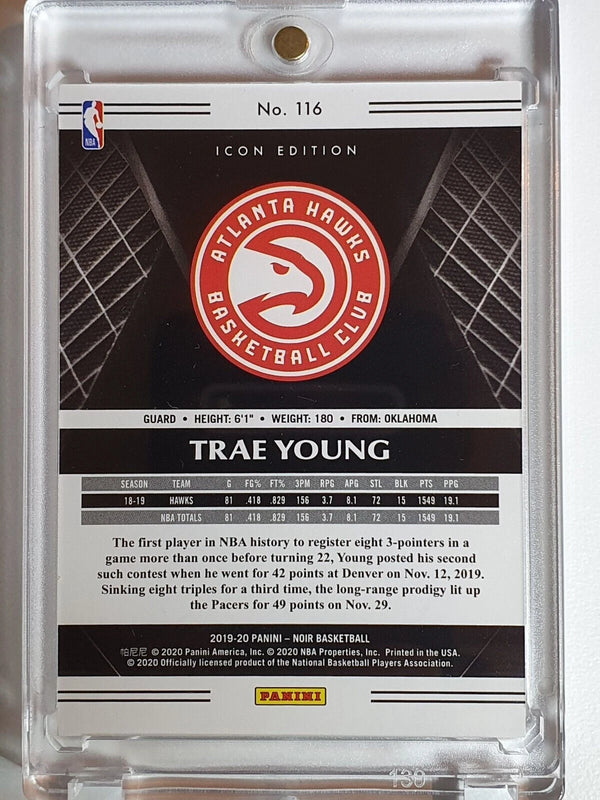 No. 116
NBA
ICON EDITION
ATLANTA HAWKS
BASKETBALL CLUB
GUARD • HEIGHT: 6'1" • WEIGHT: 180 • FROM: OKLAHOMA
TRAE YOUNG
SEASON TEAM G FG% FT% 3PM RPG APG STL BLK PTS PPG
18-19 HAWKS 81 .418 .829 156 3.7 8.1 72 15 1549 19.1
NBA TOTALS 81 .418 .829 156 3.7 8.1 72 15 1549 19.1
The first player in NBA history to register eight 3-pointers in a
game more than once before turning 22, Young posted his second
such contest when he went for 42 points at Denver on Nov. 12, 2019.
Sinking eight triples for a third time, the long-range prodigy lit up
the Pacers for 49 points on Nov. 29.
2019-20 PANINI – NOIR BASKETBALL
帕尼尼 © 2020 Panini America, Inc. © 2020 NBA Properties, Inc. Printed in the USA.
© 2020 Officially licensed product of the National Basketball Players Association.
PANINI
130